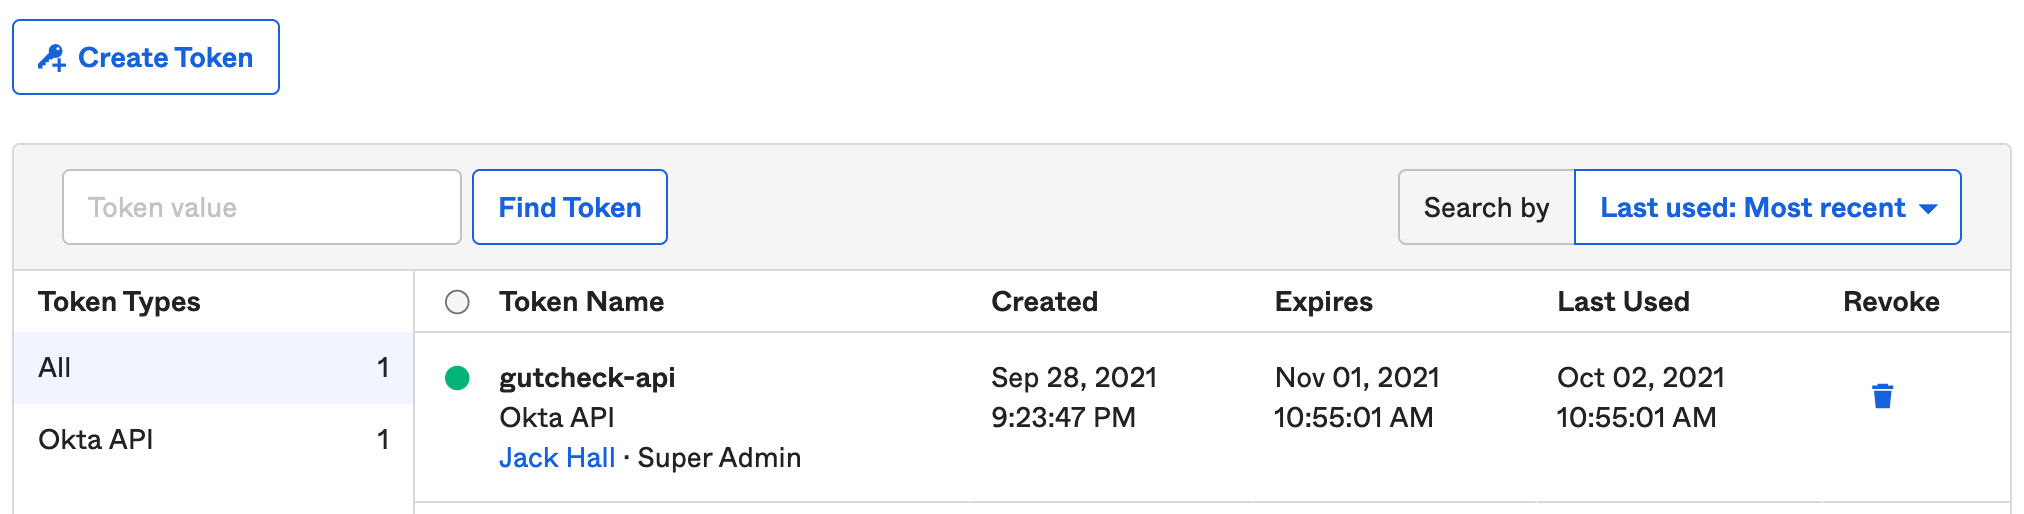 Create Token
Token value
Find Token
Search by
Last used: Most recent
Token Types
Token Name
Created
Expires
Last Used
Revoke
All 1
Okta API 1
gutcheck-api
Okta API
Jack Hall · Super Admin
Sep 28, 2021
9:23:47 PM
Nov 01, 2021
10:55:01 AM
Oct 02, 2021
10:55:01 AM